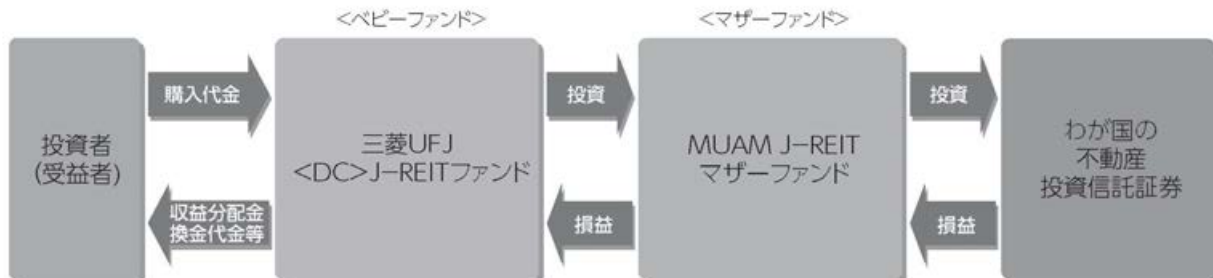 <ベビーファンド>
<マザーファンド>
投資者
(受益者)
購入代金
収益分配金
換金代金等
三菱UFJ
<DC>J-REITファンド
投資
損益
MUAM J-REIT
マザーファンド
投資
損益
わが国の
不動産
投資信託証券